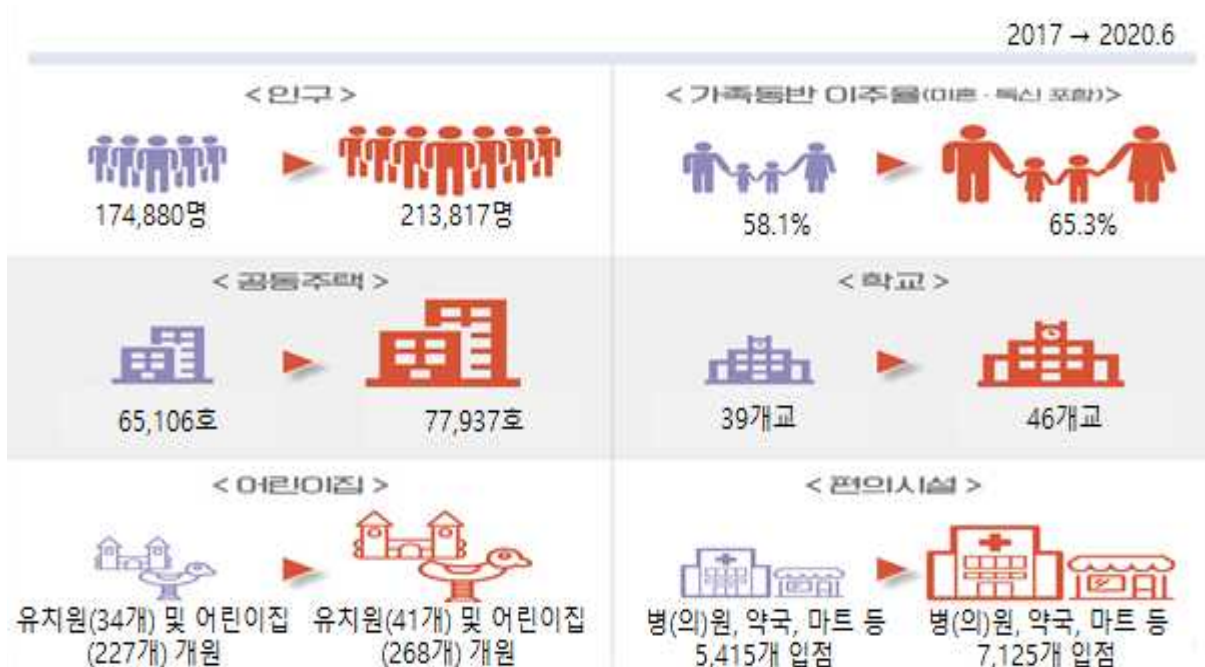 2017 → 2020.6
<인구>
174,880명
213,817명
<가족동반 이주율(미혼·독신 포함)>
58.1%
65.3%
<공동주택>
65,106호
77,937호
<학교>
39개교
46개교
<어린이집>
유치원(34개) 및 어린이집
(227개) 개원
유치원(41개) 및 어린이집
(268개) 개원
<편의시설>
병(의)원, 약국, 마트 등
5,415개 입점
병(의)원, 약국, 마트 등
7,125개 입점